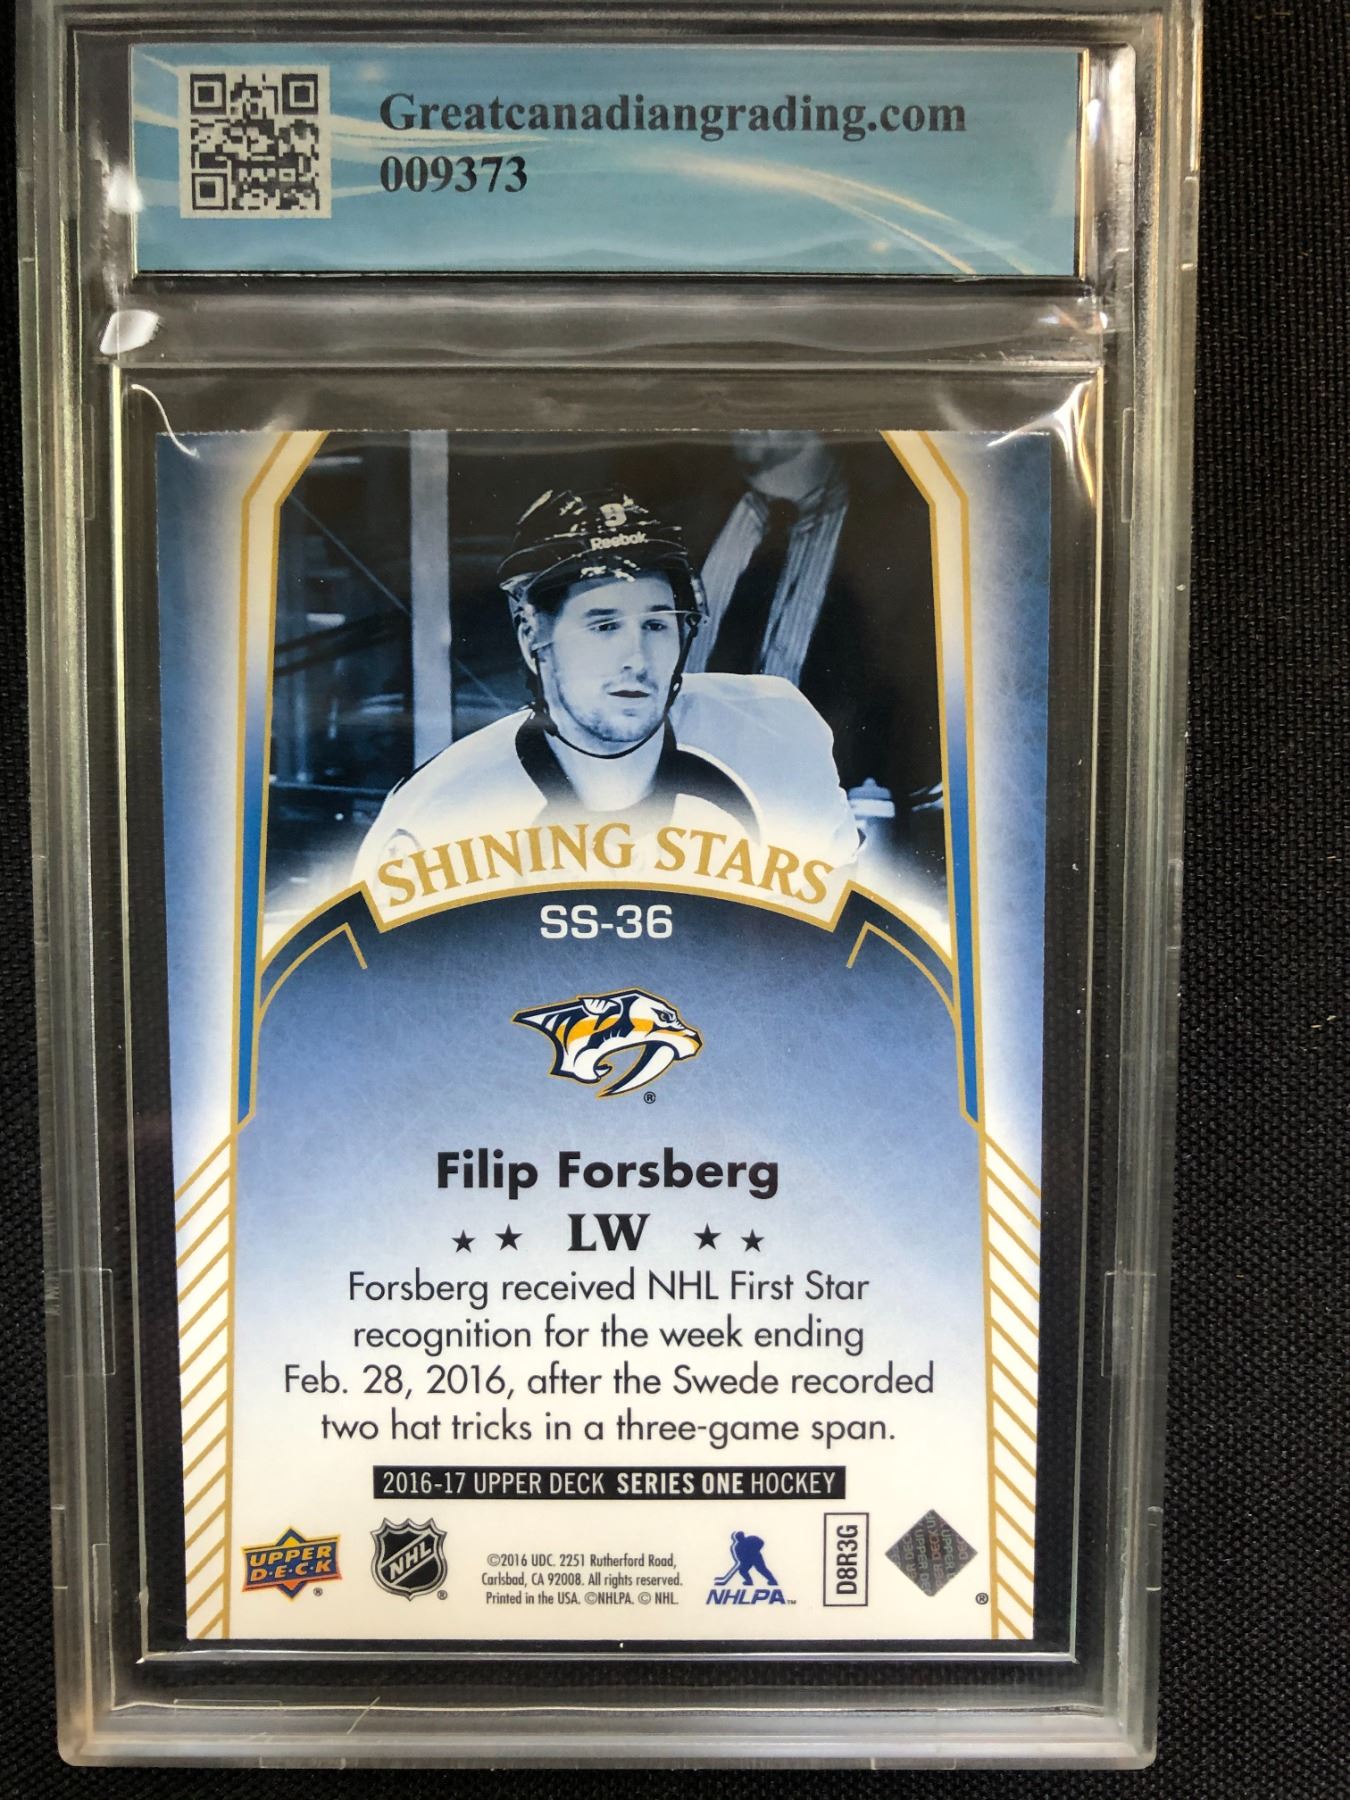 Greatcanadiangrading.com
009373
9
Reebok
SHINING STARS
SS-36
®
Filip Forsberg
★ ★ LW ★ ★
Forsberg received NHL First Star
recognition for the week ending
Feb. 28, 2016, after the Swede recorded
two hat tricks in a three-game span.
2016-17 UPPER DECK SERIES ONE HOCKEY
UPPER
D·E·C·K
®
NHL
®
©2016 UDC. 2251 Rutherford Road,
Carlsbad, CA 92008. All rights reserved.
Printed in the USA. ©NHLPA. © NHL.
NHLPA™
D8R3G
UPPER DECK
®